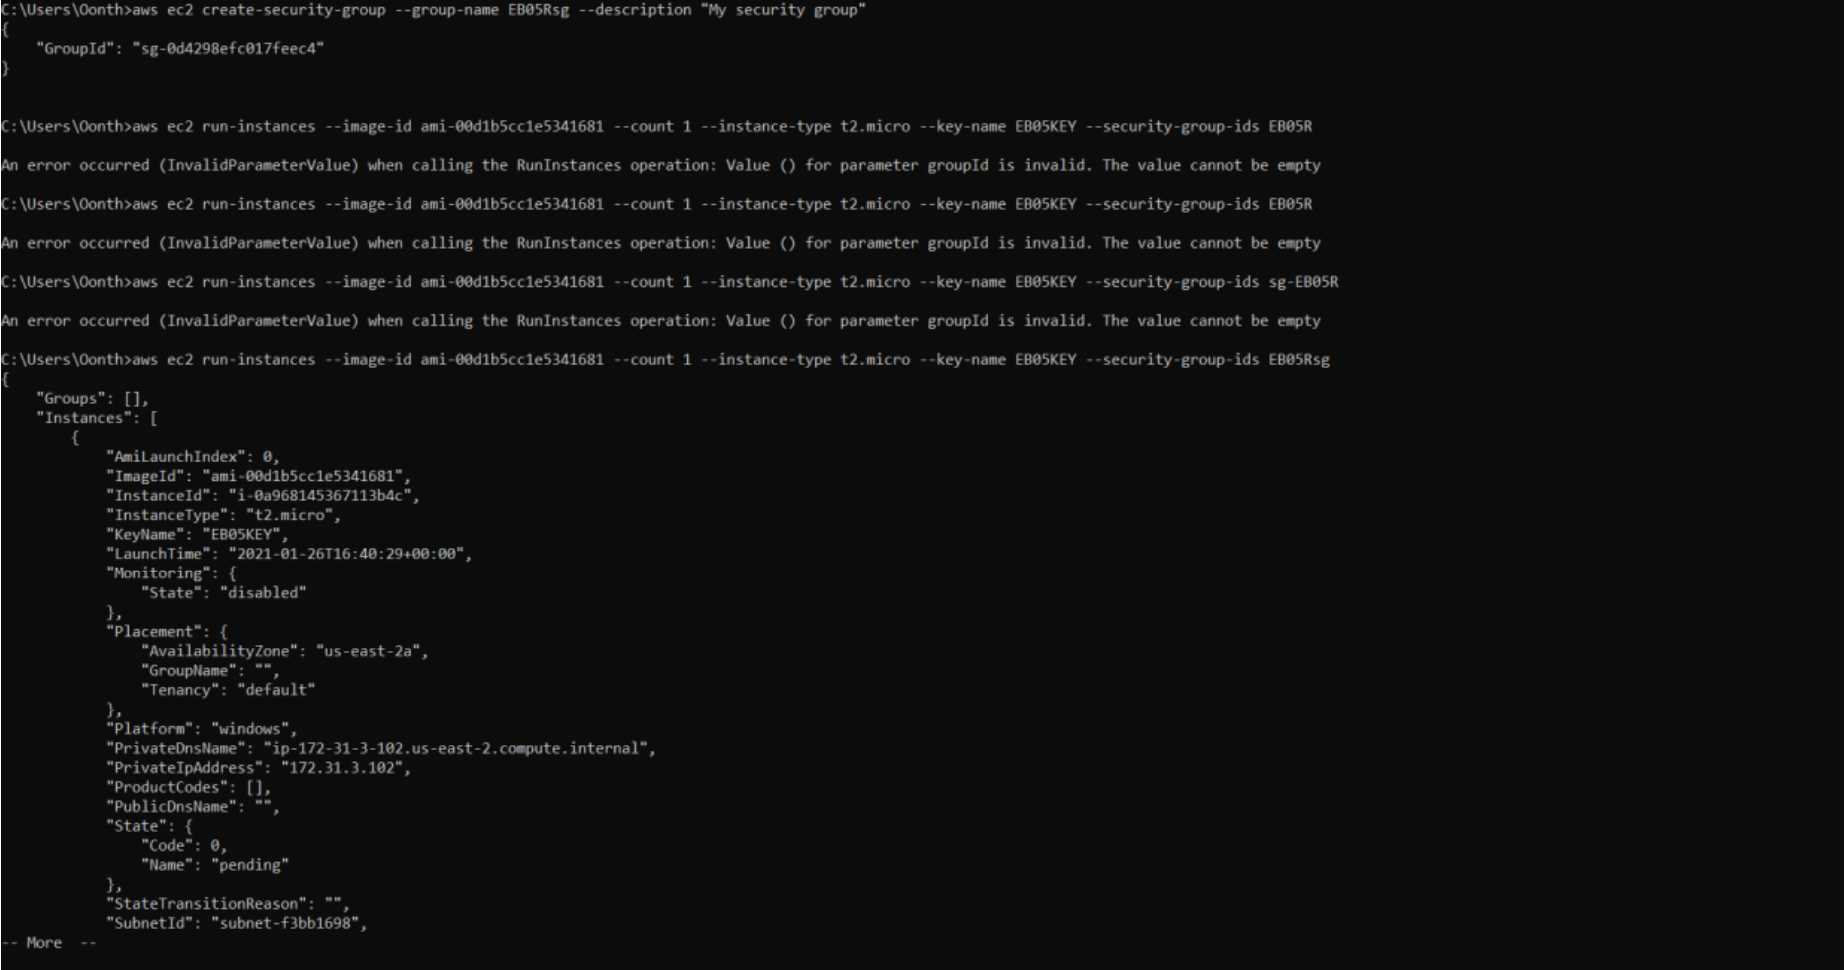 C:\Users\Oonth>aws ec2 create-security-group --group-name EB05Rsg --description "My security group"
{
    "GroupId": "sg-0d4298efc017feec4"
}
C:\Users\Oonth>aws ec2 run-instances --image-id ami-00d1b5cc1e5341681 --count 1 --instance-type t2.micro --key-name EB05KEY --security-group-ids EB05R
An error occurred (InvalidParameterValue) when calling the RunInstances operation: Value () for parameter groupId is invalid. The value cannot be empty
C:\Users\Oonth>aws ec2 run-instances --image-id ami-00d1b5cc1e5341681 --count 1 --instance-type t2.micro --key-name EB05KEY --security-group-ids EB05R
An error occurred (InvalidParameterValue) when calling the RunInstances operation: Value () for parameter groupId is invalid. The value cannot be empty
C:\Users\Oonth>aws ec2 run-instances --image-id ami-00d1b5cc1e5341681 --count 1 --instance-type t2.micro --key-name EB05KEY --security-group-ids sg-EB05R
An error occurred (InvalidParameterValue) when calling the RunInstances operation: Value () for parameter groupId is invalid. The value cannot be empty
C:\Users\Oonth>aws ec2 run-instances --image-id ami-00d1b5cc1e5341681 --count 1 --instance-type t2.micro --key-name EB05KEY --security-group-ids EB05Rsg
{
    "Groups": [],
    "Instances": [
        {
            "AmiLaunchIndex": 0,
            "ImageId": "ami-00d1b5cc1e5341681",
            "InstanceId": "i-0a968145367113b4c",
            "InstanceType": "t2.micro",
            "KeyName": "EB05KEY",
            "LaunchTime": "2021-01-26T16:40:29+00:00",
            "Monitoring": {
                "State": "disabled"
            },
            "Placement": {
                "AvailabilityZone": "us-east-2a",
                "GroupName": "",
                "Tenancy": "default"
            },
            "Platform": "windows",
            "PrivateDnsName": "ip-172-31-3-102.us-east-2.compute.internal",
            "PrivateIpAddress": "172.31.3.102",
            "ProductCodes": [],
            "PublicDnsName": "",
            "State": {
                "Code": 0,
                "Name": "pending"
            },
            "StateTransitionReason": "",
            "SubnetId": "subnet-f3bb1698",
-- More  --